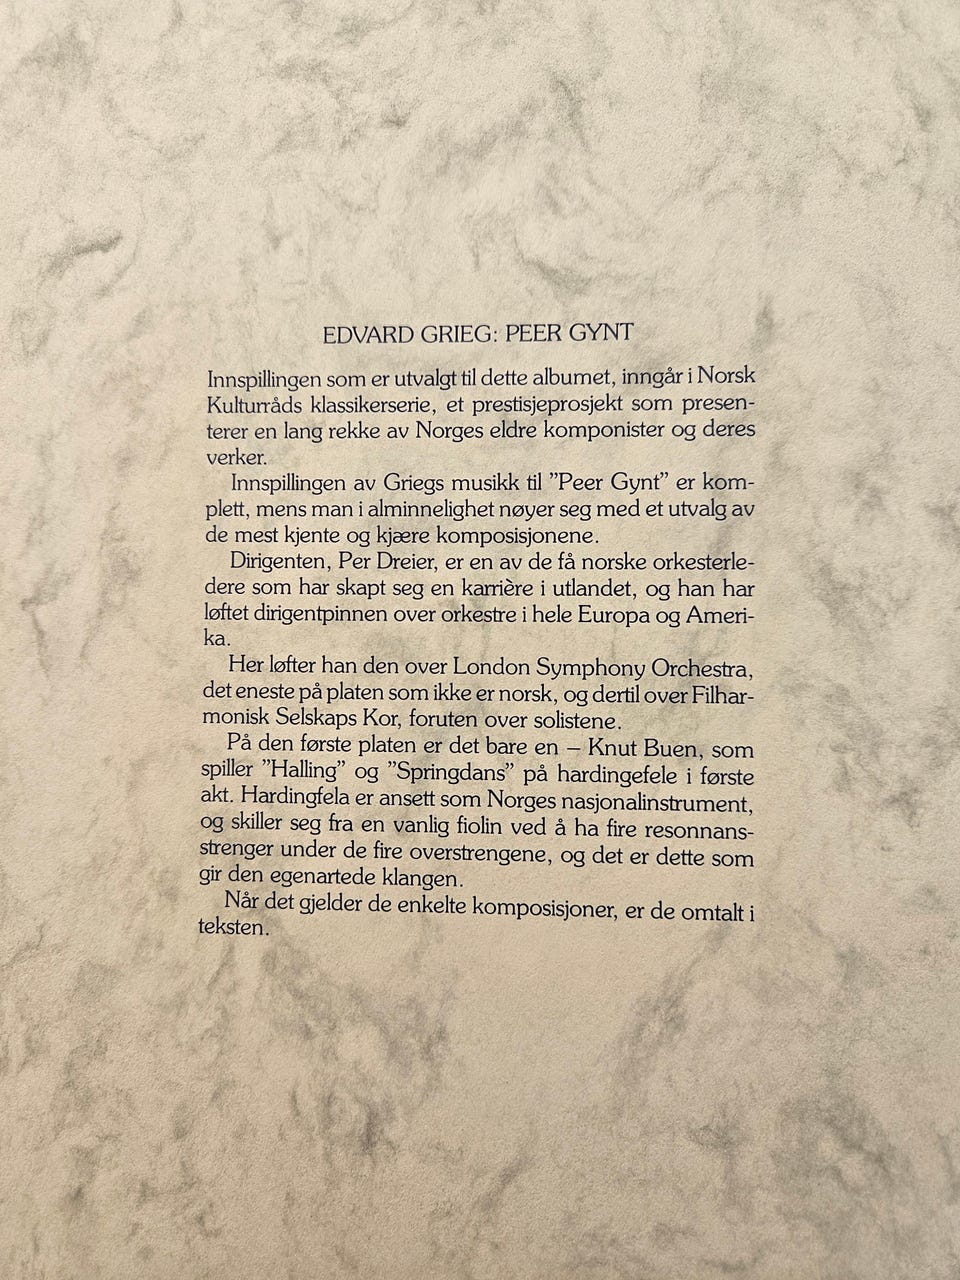 EDVARD GRIEG: PEER GYNT
Innspillingen som er utvalgt til dette albumet, inngår i Norsk
Kulturråds klassikerserie, et prestisjeprosjekt som presen-
terer en lang rekke av Norges eldre komponister og deres
verker.
Innspillingen av Griegs musikk til ”Peer Gynt” er kom-
plett, mens man i alminnelighet nøyer seg med et utvalg av
de mest kjente og kjære komposisjonene.
Dirigenten, Per Dreier, er en av de få norske orkesterle-
dere som har skapt seg en karrière i utlandet, og han har
løftet dirigentpinnen over orkestre i hele Europa og Ameri-
ka.
Her løfter han den over London Symphony Orchestra,
det eneste på platen som ikke er norsk, og dertil over Filhar-
monisk Selskaps Kor, foruten over solistene.
På den første platen er det bare en – Knut Buen, som
spiller ”Halling” og ”Springdans” på hardingefele i første
akt. Hardingfela er ansett som Norges nasjonalinstrument,
og skiller seg fra en vanlig fiolin ved å ha fire resonnans-
strenger under de fire overstrengene, og det er dette som
gir den egenartede klangen.
Når det gjelder de enkelte komposisjoner, er de omtalt i
teksten.